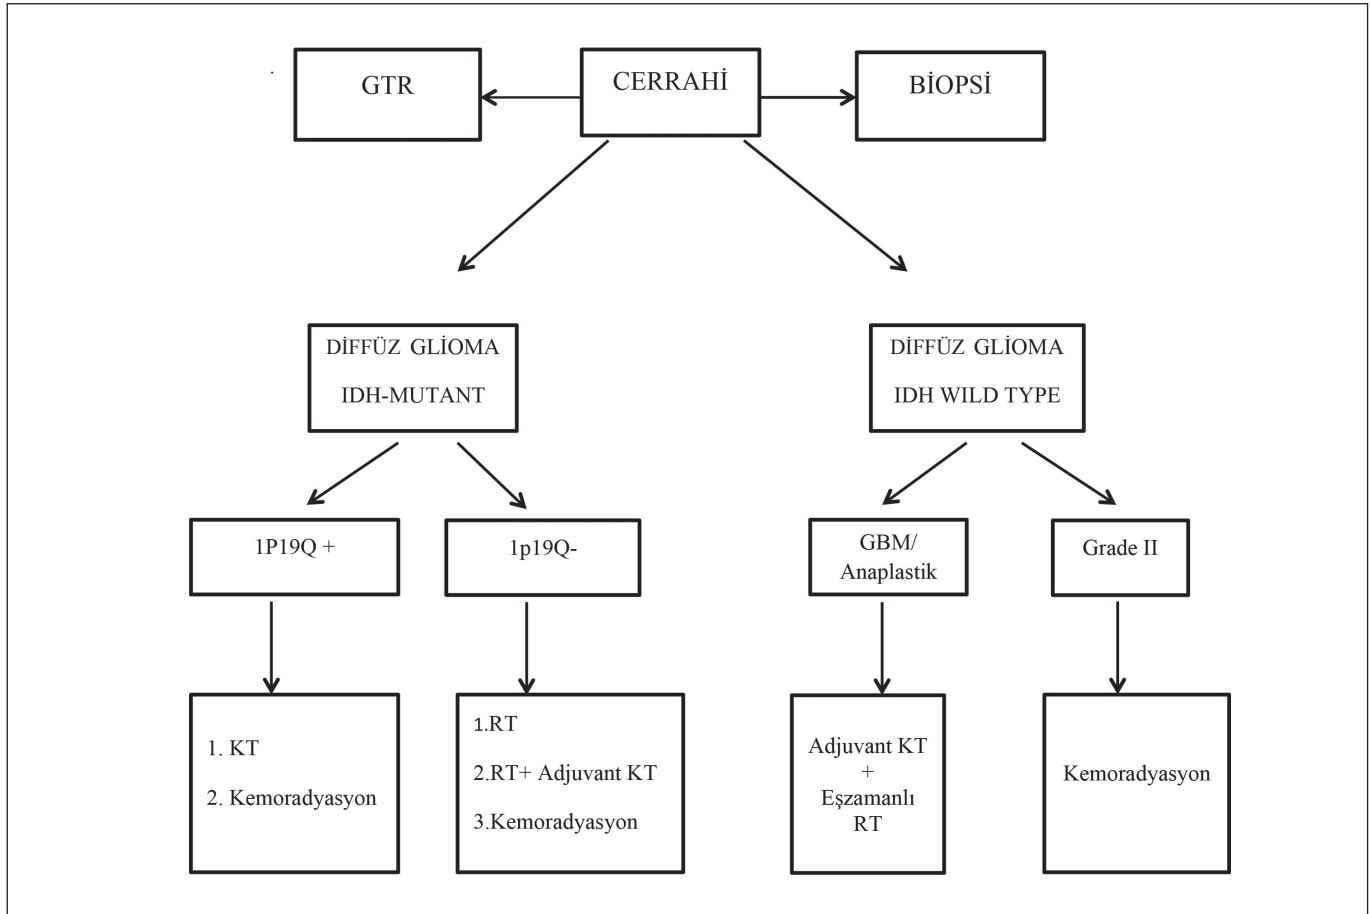 GTR
CERRAHİ
BİOPSİ
DİFFÜZ GLİOMA
IDH-MUTANT
DİFFÜZ GLİOMA
IDH WILD TYPE
1P19Q +
1p19Q-
GBM/
Anaplastik
Grade II
1. KT
2. Kemoradyasyon
1.RT
2.RT+ Adjuvant KT
3.Kemoradyasyon
Adjuvant KT
+
Eşzamanlı
RT
Kemoradyasyon